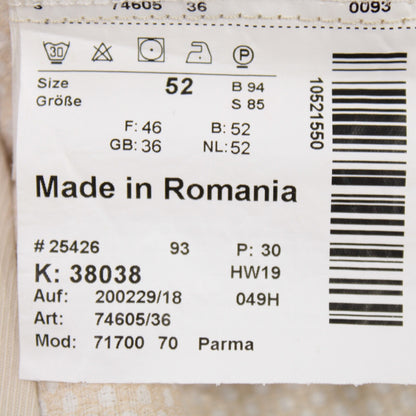 3 74605 36 0093
30 P
Size 52 B 94
Größe S 85
F: 46 B: 52
GB: 36 NL: 52
Made in Romania
# 25426 93 P: 30
K: 38038 HW19
Auf: 200229/18 049H
Art: 74605/36
Mod: 71700 70 Parma
10521550